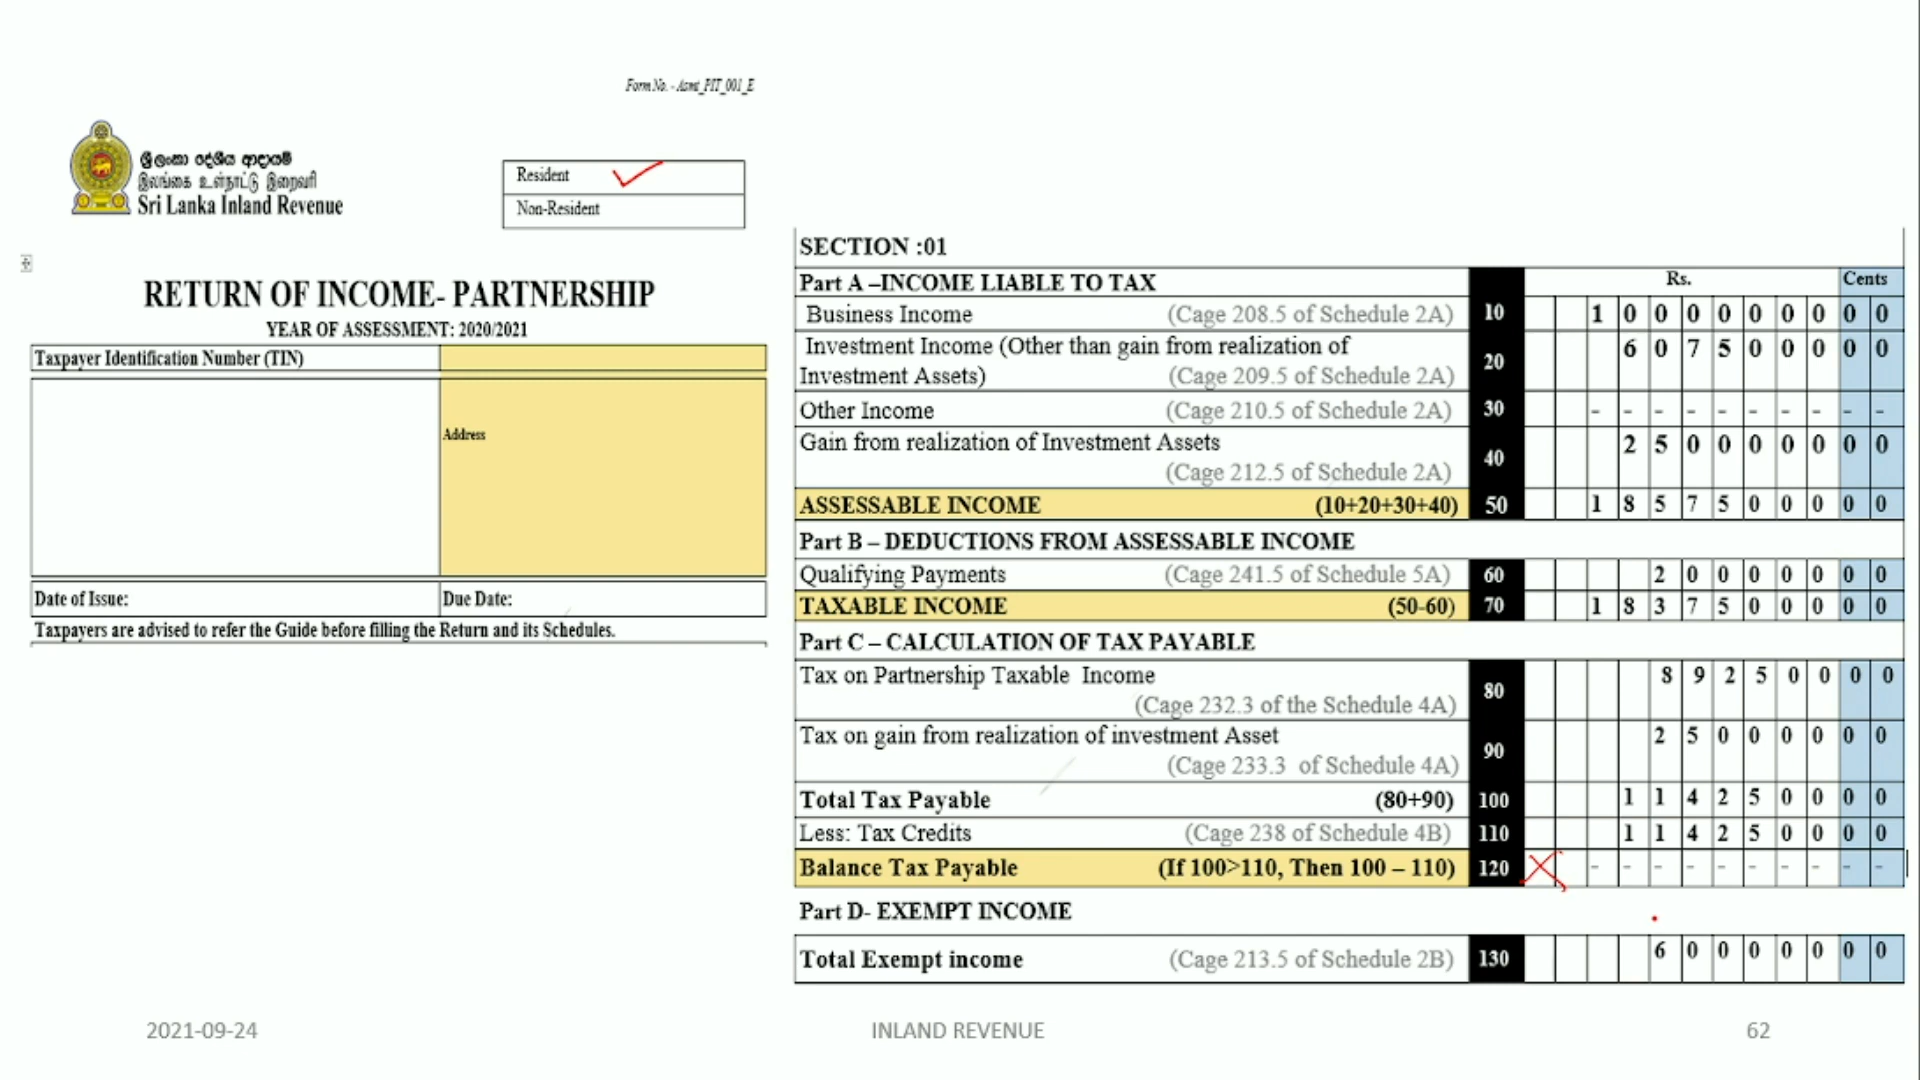 Form No. - Asmt_PIT_001_E
ශ්‍රී ලංකා දේශීය ආදායම්
இலங்கை உள்நாட்டு இறைவரி
Sri Lanka Inland Revenue
Resident
Non-Resident
RETURN OF INCOME- PARTNERSHIP
YEAR OF ASSESSMENT: 2020/2021
Taxpayer Identification Number (TIN)
Address
Date of Issue: Due Date:
Taxpayers are advised to refer the Guide before filling the Return and its Schedules.
SECTION :01
Part A –INCOME LIABLE TO TAX Rs. Cents
Business Income (Cage 208.5 of Schedule 2A) 10 1 0 0 0 0 0 0 0 0 0
Investment Income (Other than gain from realization of
Investment Assets) (Cage 209.5 of Schedule 2A) 20 6 0 7 5 0 0 0 0 0
Other Income (Cage 210.5 of Schedule 2A) 30 - - - - - - - - - -
Gain from realization of Investment Assets
(Cage 212.5 of Schedule 2A) 40 2 5 0 0 0 0 0 0 0
ASSESSABLE INCOME (10+20+30+40) 50 1 8 5 7 5 0 0 0 0 0
Part B – DEDUCTIONS FROM ASSESSABLE INCOME
Qualifying Payments (Cage 241.5 of Schedule 5A) 60 2 0 0 0 0 0 0 0
TAXABLE INCOME (50-60) 70 1 8 3 7 5 0 0 0 0 0
Part C – CALCULATION OF TAX PAYABLE
Tax on Partnership Taxable Income
(Cage 232.3 of the Schedule 4A) 80 8 9 2 5 0 0 0 0
Tax on gain from realization of investment Asset
(Cage 233.3 of Schedule 4A) 90 2 5 0 0 0 0 0 0
Total Tax Payable (80+90) 100 1 1 4 2 5 0 0 0 0
Less: Tax Credits (Cage 238 of Schedule 4B) 110 1 1 4 2 5 0 0 0 0
Balance Tax Payable (If 100>110, Then 100 – 110) 120 - - - - - - - - - -
Part D- EXEMPT INCOME
Total Exempt income (Cage 213.5 of Schedule 2B) 130 6 0 0 0 0 0 0 0
2021-09-24 INLAND REVENUE 62